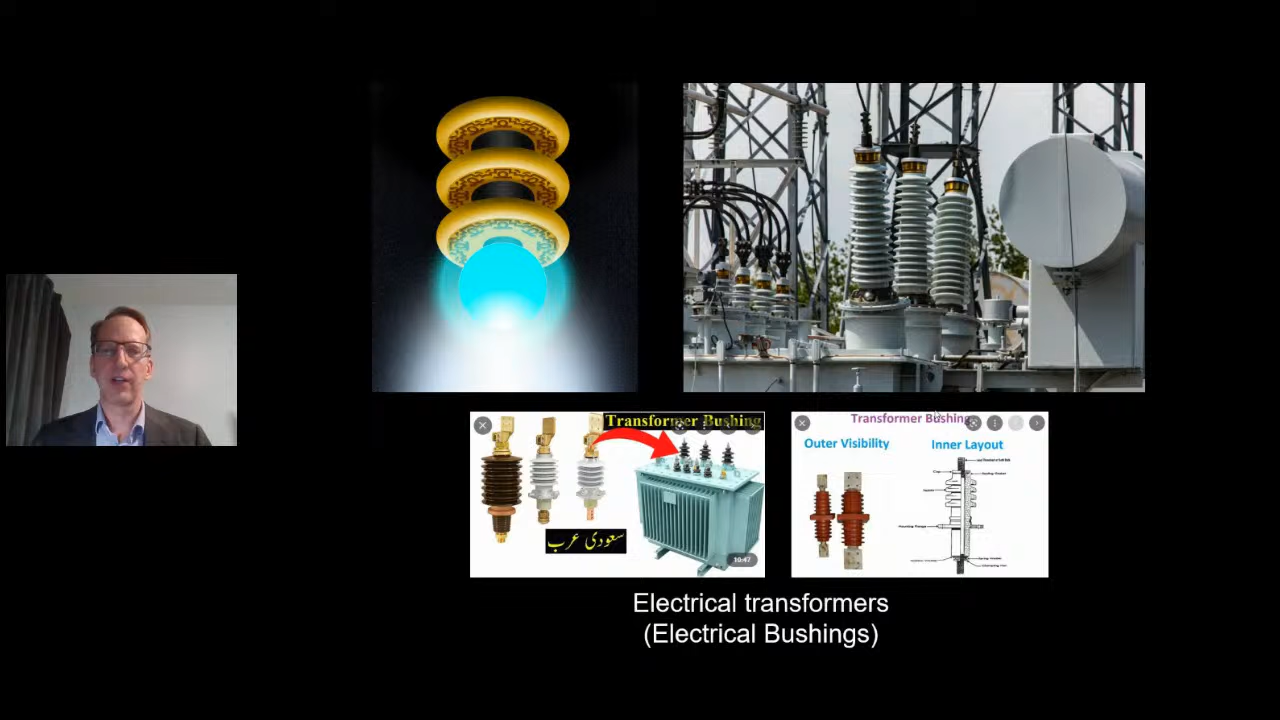 Transformer Bushing
سعودی عرب
10:47
Transformer Bushing
Outer Visibility
Inner Layout
Electrical transformers
(Electrical Bushings)